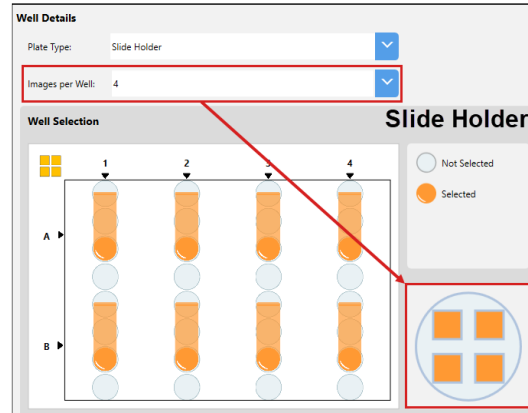 Well Details
Plate Type: Slide Holder
Images per Well: 4
Well Selection
Slide Holder
1 2 3 4
Not Selected
Selected
A
B